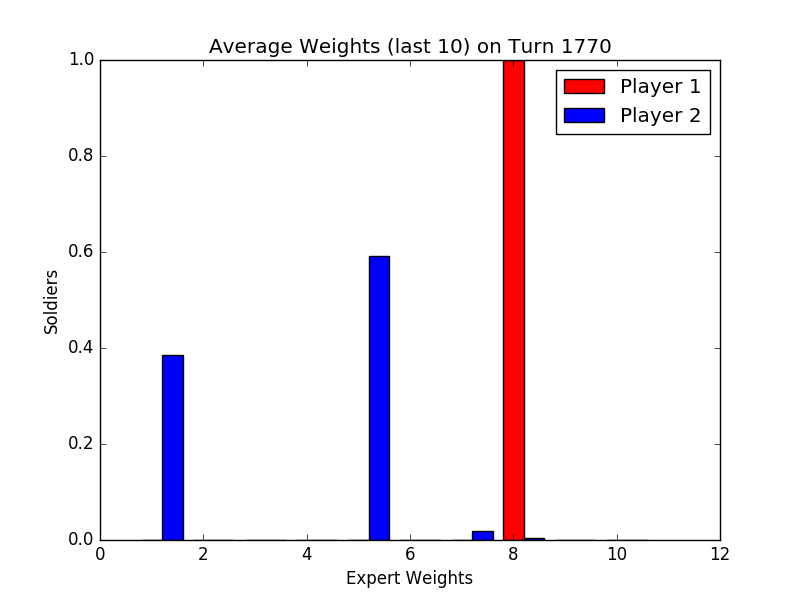 Average Weights (last 10) on Turn 1770
Player 1
Player 2
1.0
0.8
0.6
0.4
0.2
0.0
Soldiers
0 2 4 6 8 10 12
Expert Weights